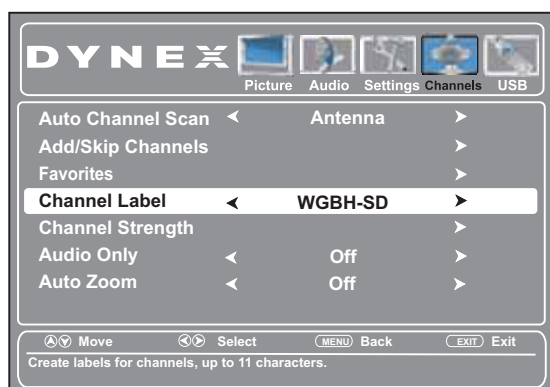 DYNEX
Picture Audio Settings Channels USB
Auto Channel Scan Antenna
Add/Skip Channels
Favorites
Channel Label WGBH-SD
Channel Strength
Audio Only Off
Auto Zoom Off
Move Select MENU Back EXIT Exit
Create labels for channels, up to 11 characters.